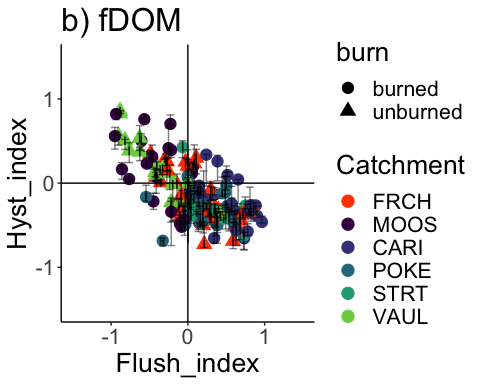 b) fDOM
Hyst_index
1
0
-1
-1
0
1
Flush_index
burn
burned
unburned
Catchment
FRCH
MOOS
CARI
POKE
STRT
VAUL